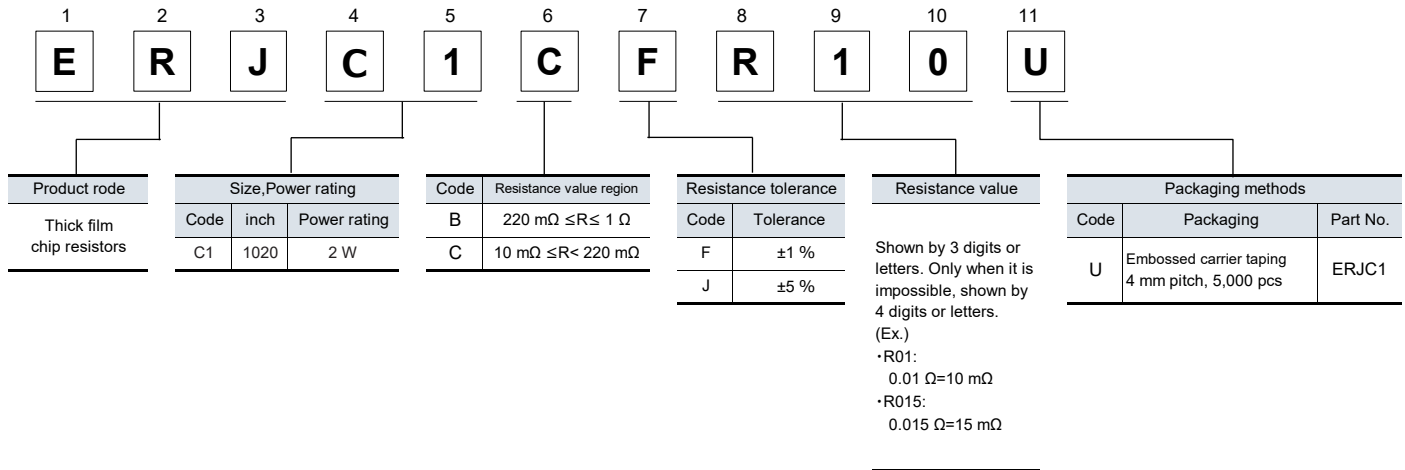 1 2 3 4 5 6 7 8 9 10 11
E R J C 1 C F R 1 0 U
Product rode
Thick film
chip resistors
Size,Power rating
Code inch Power rating
C1 1020 2 W
Code Resistance value region
B 220 mΩ ≤R≤ 1 Ω
C 10 mΩ ≤R< 220 mΩ
Resistance tolerance
Code Tolerance
F ±1 %
J ±5 %
Resistance value
Shown by 3 digits or
letters. Only when it is
impossible, shown by
4 digits or letters.
(Ex.)
・R01:
0.01 Ω=10 mΩ
・R015:
0.015 Ω=15 mΩ
Packaging methods
Code Packaging Part No.
U Embossed carrier taping
4 mm pitch, 5,000 pcs
ERJC1